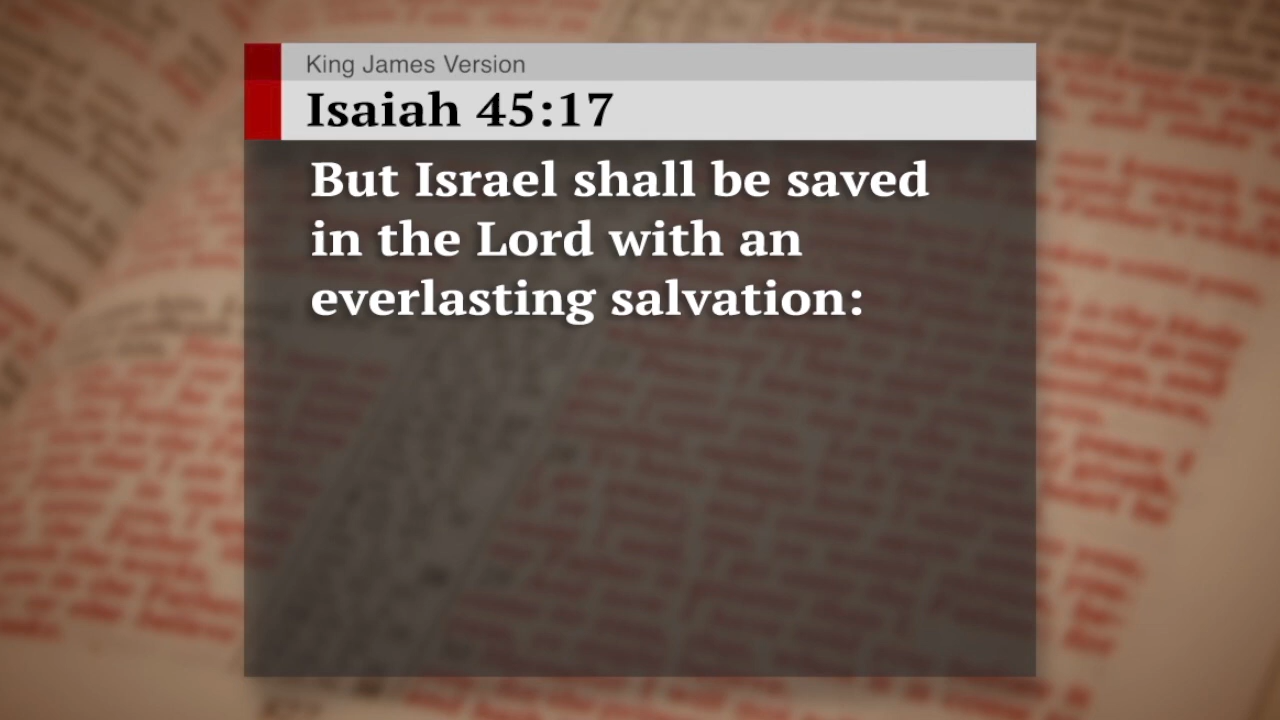 King James Version
Isaiah 45:17
But Israel shall be saved
in the Lord with an
everlasting salvation: